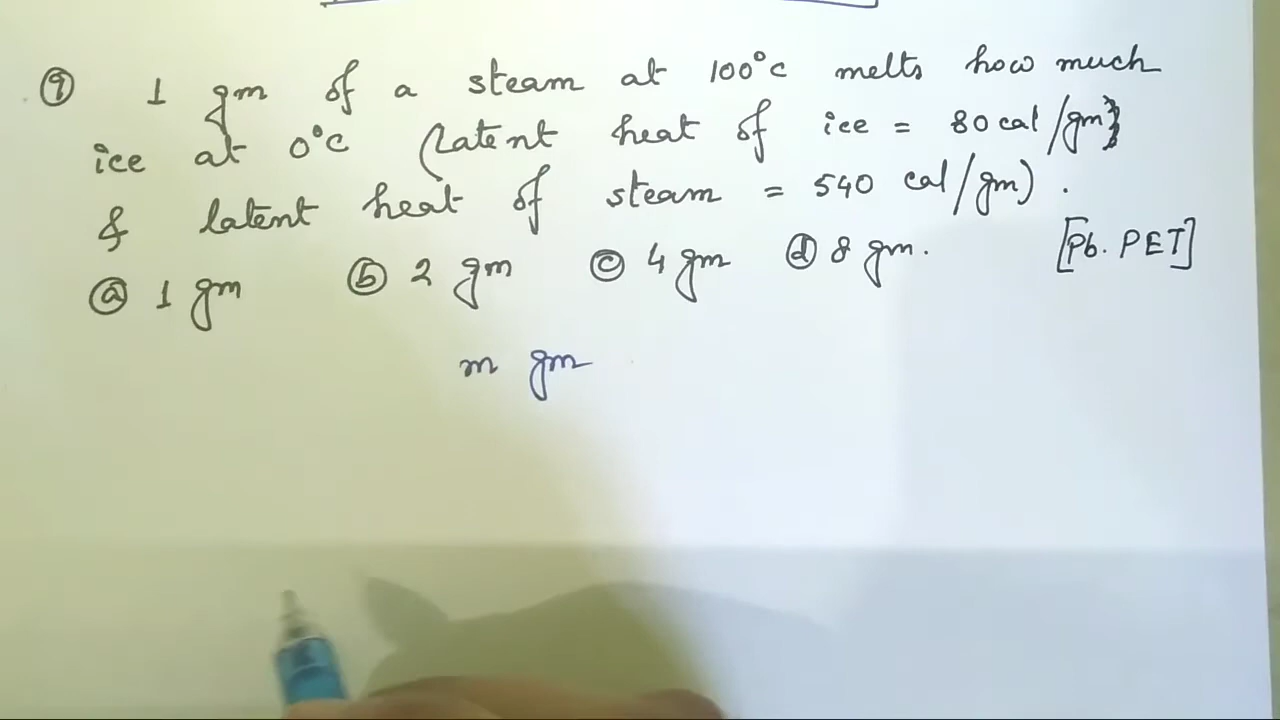 q 1 gm of a steam at 100°c melts how much
ice at 0°c (latent heat of ice = 80 cal/gm}
& latent heat of steam = 540 cal/gm) .
[Pb. PET]
a 1 gm b 2 gm c 4 gm d 8 gm.
m gm